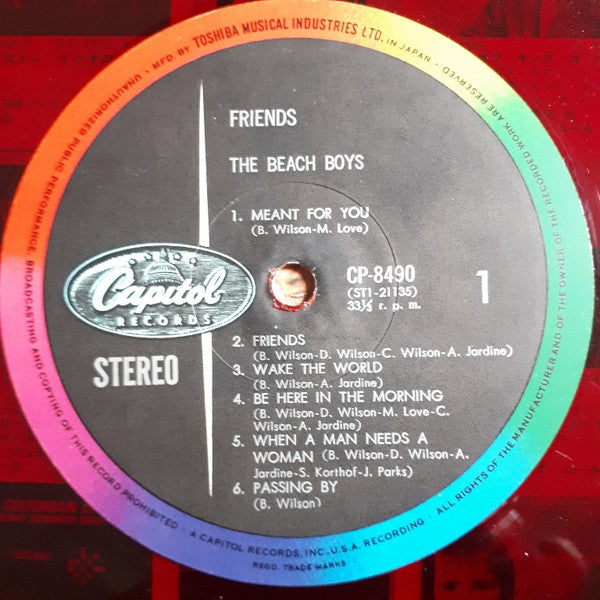 MFD. BY TOSHIBA MUSICAL INDUSTRIES LTD. IN JAPAN.
UNAUTHORIZED PUBLIC PERFORMANCE, BROADCASTING AND COPYING OF THIS RECORD PROHIBITED
ALL RIGHTS OF THE MANUFACTURER AND OF THE OWNER OF THE RECORDED WORK ARE RESERVED
FRIENDS
THE BEACH BOYS
1. MEANT FOR YOU
(B. Wilson-M. Love)
Capitol
RECORDS
STEREO
CP-8490
(ST1-21135)
33⅓ r. p. m.
1
2. FRIENDS
(B. Wilson-D. Wilson-C. Wilson-A. Jardine)
3. WAKE THE WORLD
(B. Wilson-A. Jardine)
4. BE HERE IN THE MORNING
(B. Wilson-D. Wilson-M. Love-C.
Wilson-A. Jardine)
5. WHEN A MAN NEEDS A
WOMAN (B. Wilson-D. Wilson-A.
Jardine-S. Korthof-J. Parks)
6. PASSING BY
(B. Wilson)
A CAPITOL RECORDS, INC., U.S.A. RECORDING
REGD. TRADE-MARKS